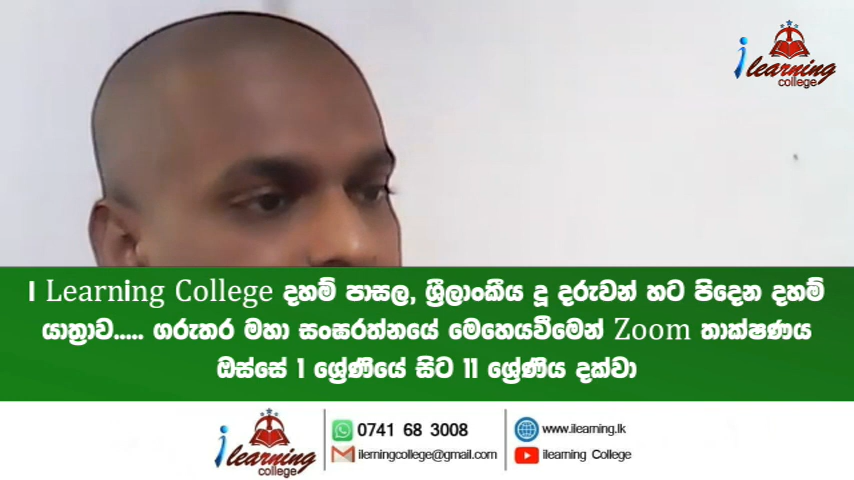 i learning
college
I Learning College දහම් පාසල, ශ්‍රීලාංකීය දූ දරුවන් හට පිදෙන දහම්
යාත්‍රාව..... ගරුතර මහා සංඝරත්නයේ මෙහෙයවීමෙන් Zoom තාක්ෂණය
ඔස්සේ 1 ශ්‍රේණියේ සිට 11 ශ්‍රේණිය දක්වා
i learning
college
0741 68 3008
ilerningcollege@gmail.com
www.ilearning.lk
ilearning College